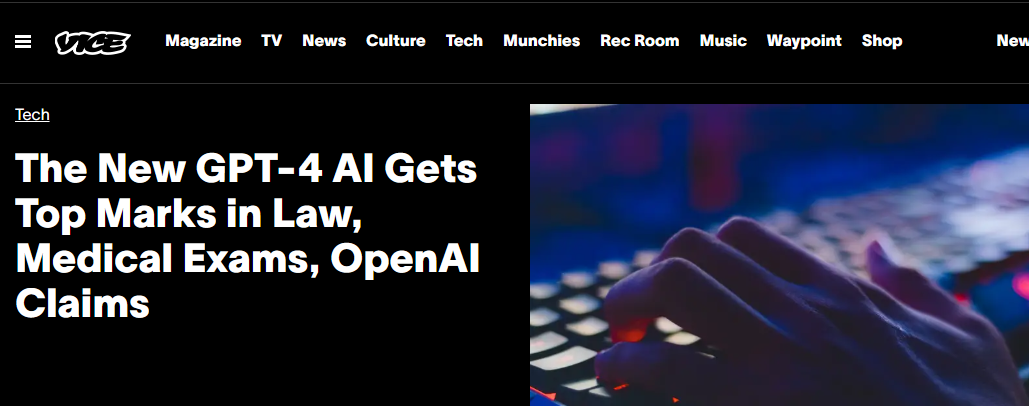 VICE Magazine TV News Culture Tech Munchies Rec Room Music Waypoint Shop New
Tech
The New GPT-4 AI Gets
Top Marks in Law,
Medical Exams, OpenAI
Claims